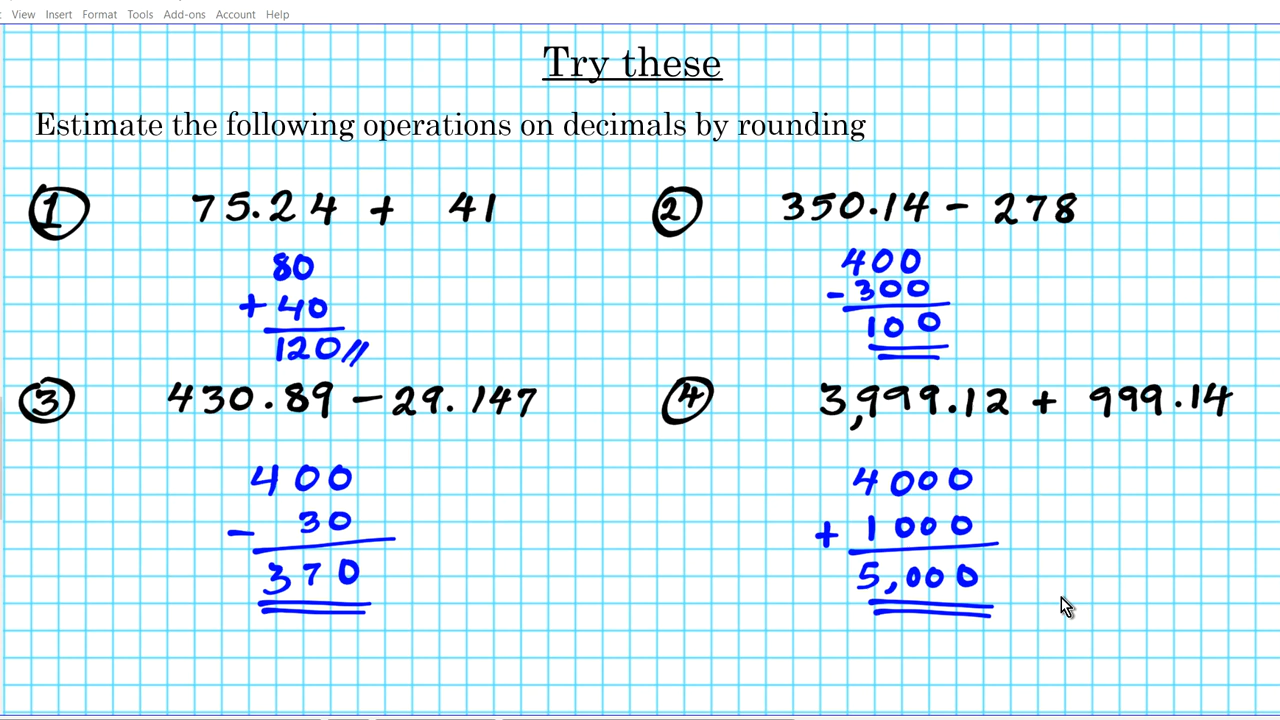 View Insert Format Tools Add-ons Account Help
Try these
Estimate the following operations on decimals by rounding
1 75.24 + 41
80
+ 40
120
2 350.14 - 278
400
- 300
100
3 430.89 - 29.147
400
- 30
370
4 3,999.12 + 999.14
4000
+ 1000
5,000